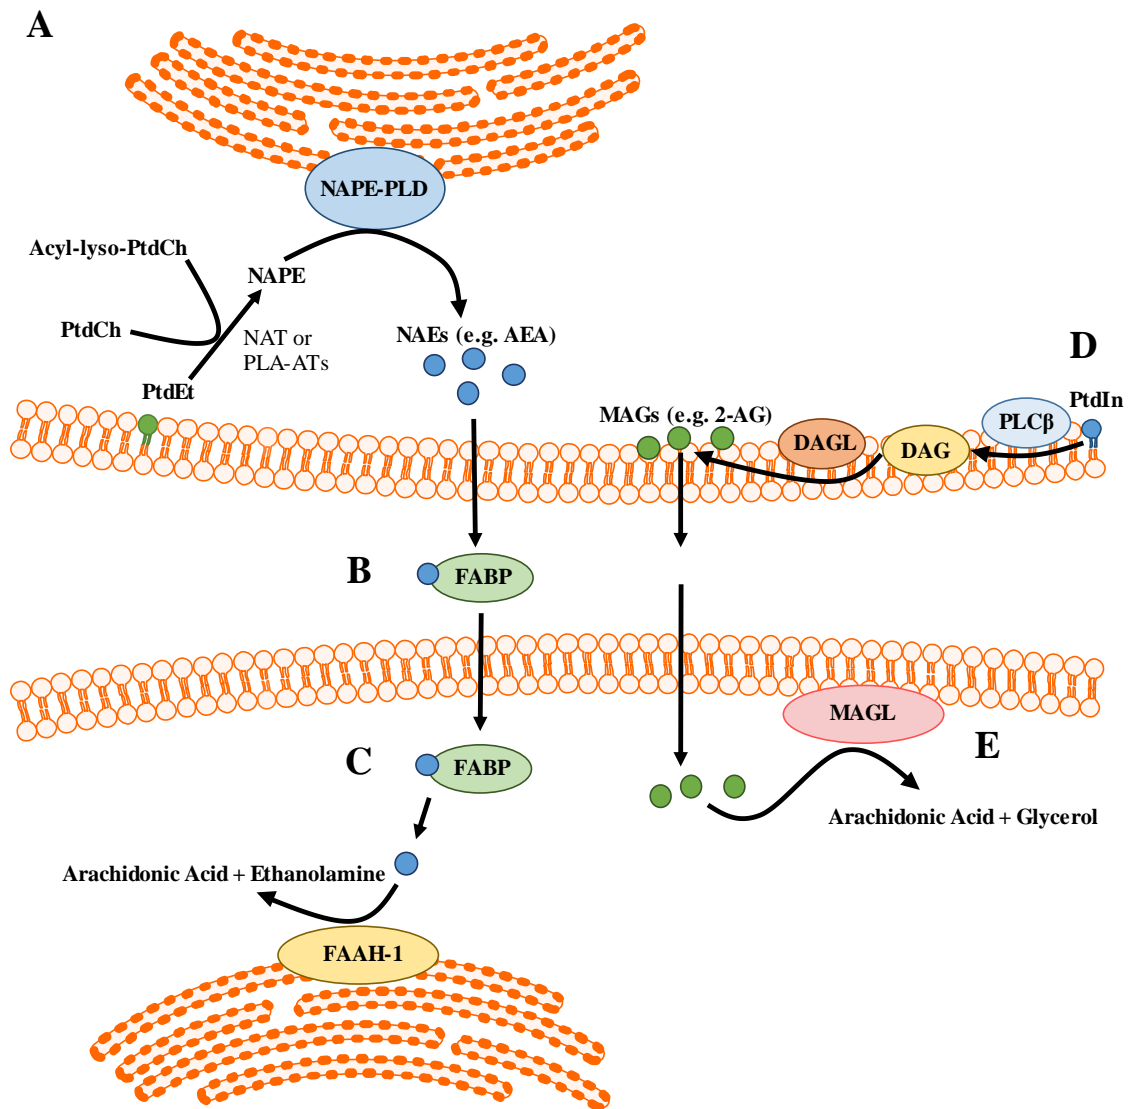 A
NAPE-PLD
Acyl-lyso-PtdCh
NAPE
PtdCh
NAT or
PLA-ATs
NAEs (e.g. AEA)
PtdEt
D
PtdIn
MAGs (e.g. 2-AG)
PLCβ
DAGL
DAG
B
FABP
MAGL
E
C
FABP
Arachidonic Acid + Glycerol
Arachidonic Acid + Ethanolamine
FAAH-1